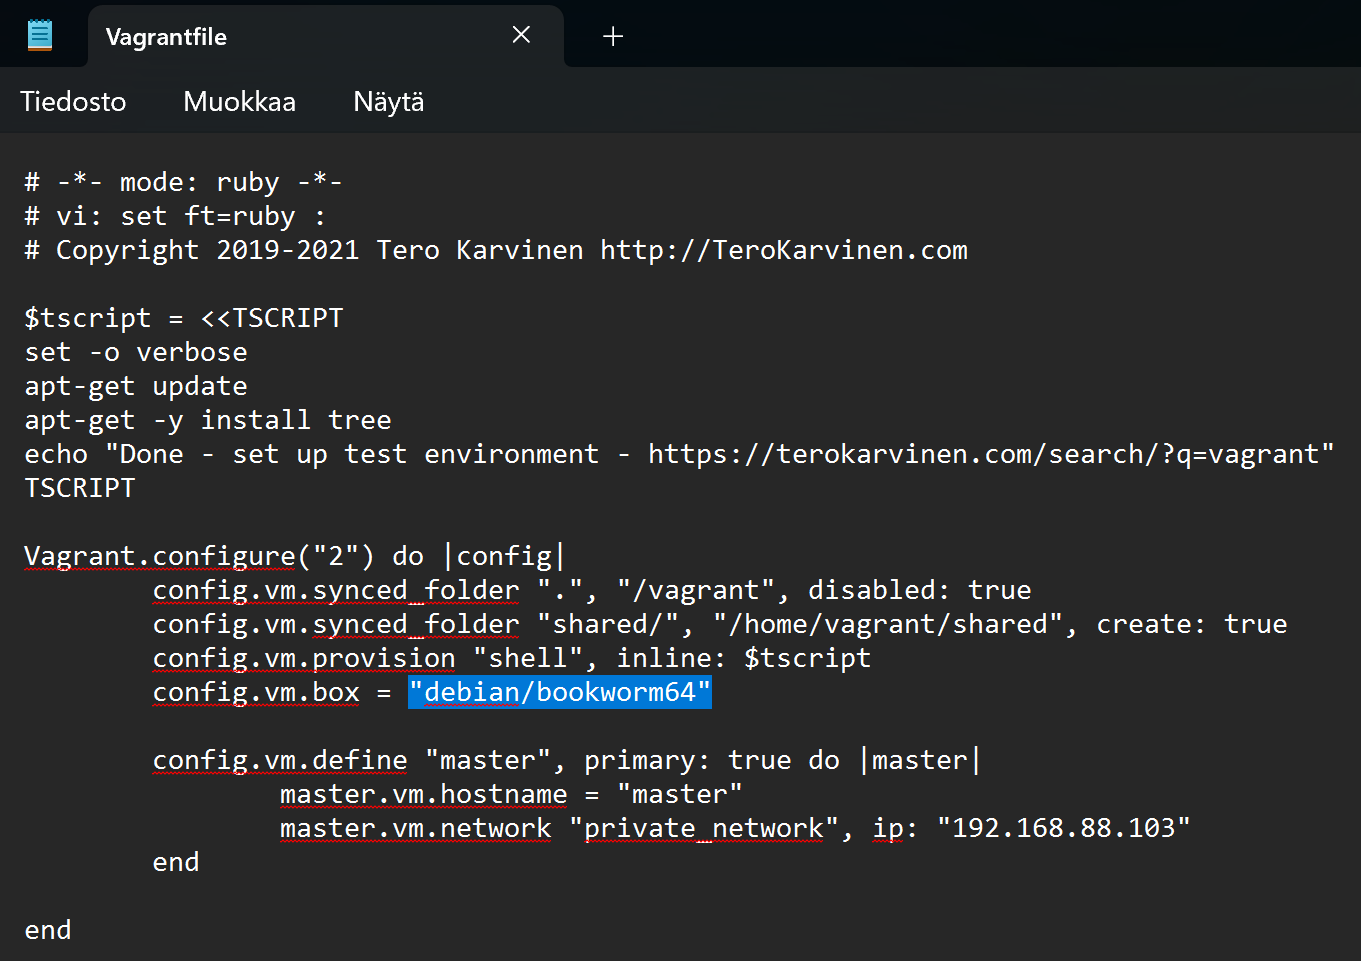 Vagrantfile
Tiedosto Muokkaa Näytä
# -*- mode: ruby -*-
# vi: set ft=ruby :
# Copyright 2019-2021 Tero Karvinen http://TeroKarvinen.com
$tscript = <<TSCRIPT
set -o verbose
apt-get update
apt-get -y install tree
echo "Done - set up test environment - https://terokarvinen.com/search/?q=vagrant"
TSCRIPT
Vagrant.configure("2") do |config|
config.vm.synced_folder ".", "/vagrant", disabled: true
config.vm.synced_folder "shared/", "/home/vagrant/shared", create: true
config.vm.provision "shell", inline: $tscript
config.vm.box = "debian/bookworm64"
config.vm.define "master", primary: true do |master|
master.vm.hostname = "master"
master.vm.network "private_network", ip: "192.168.88.103"
end
end